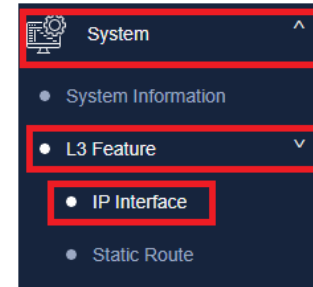 System
System Information
L3 Feature
IP Interface
Static Route